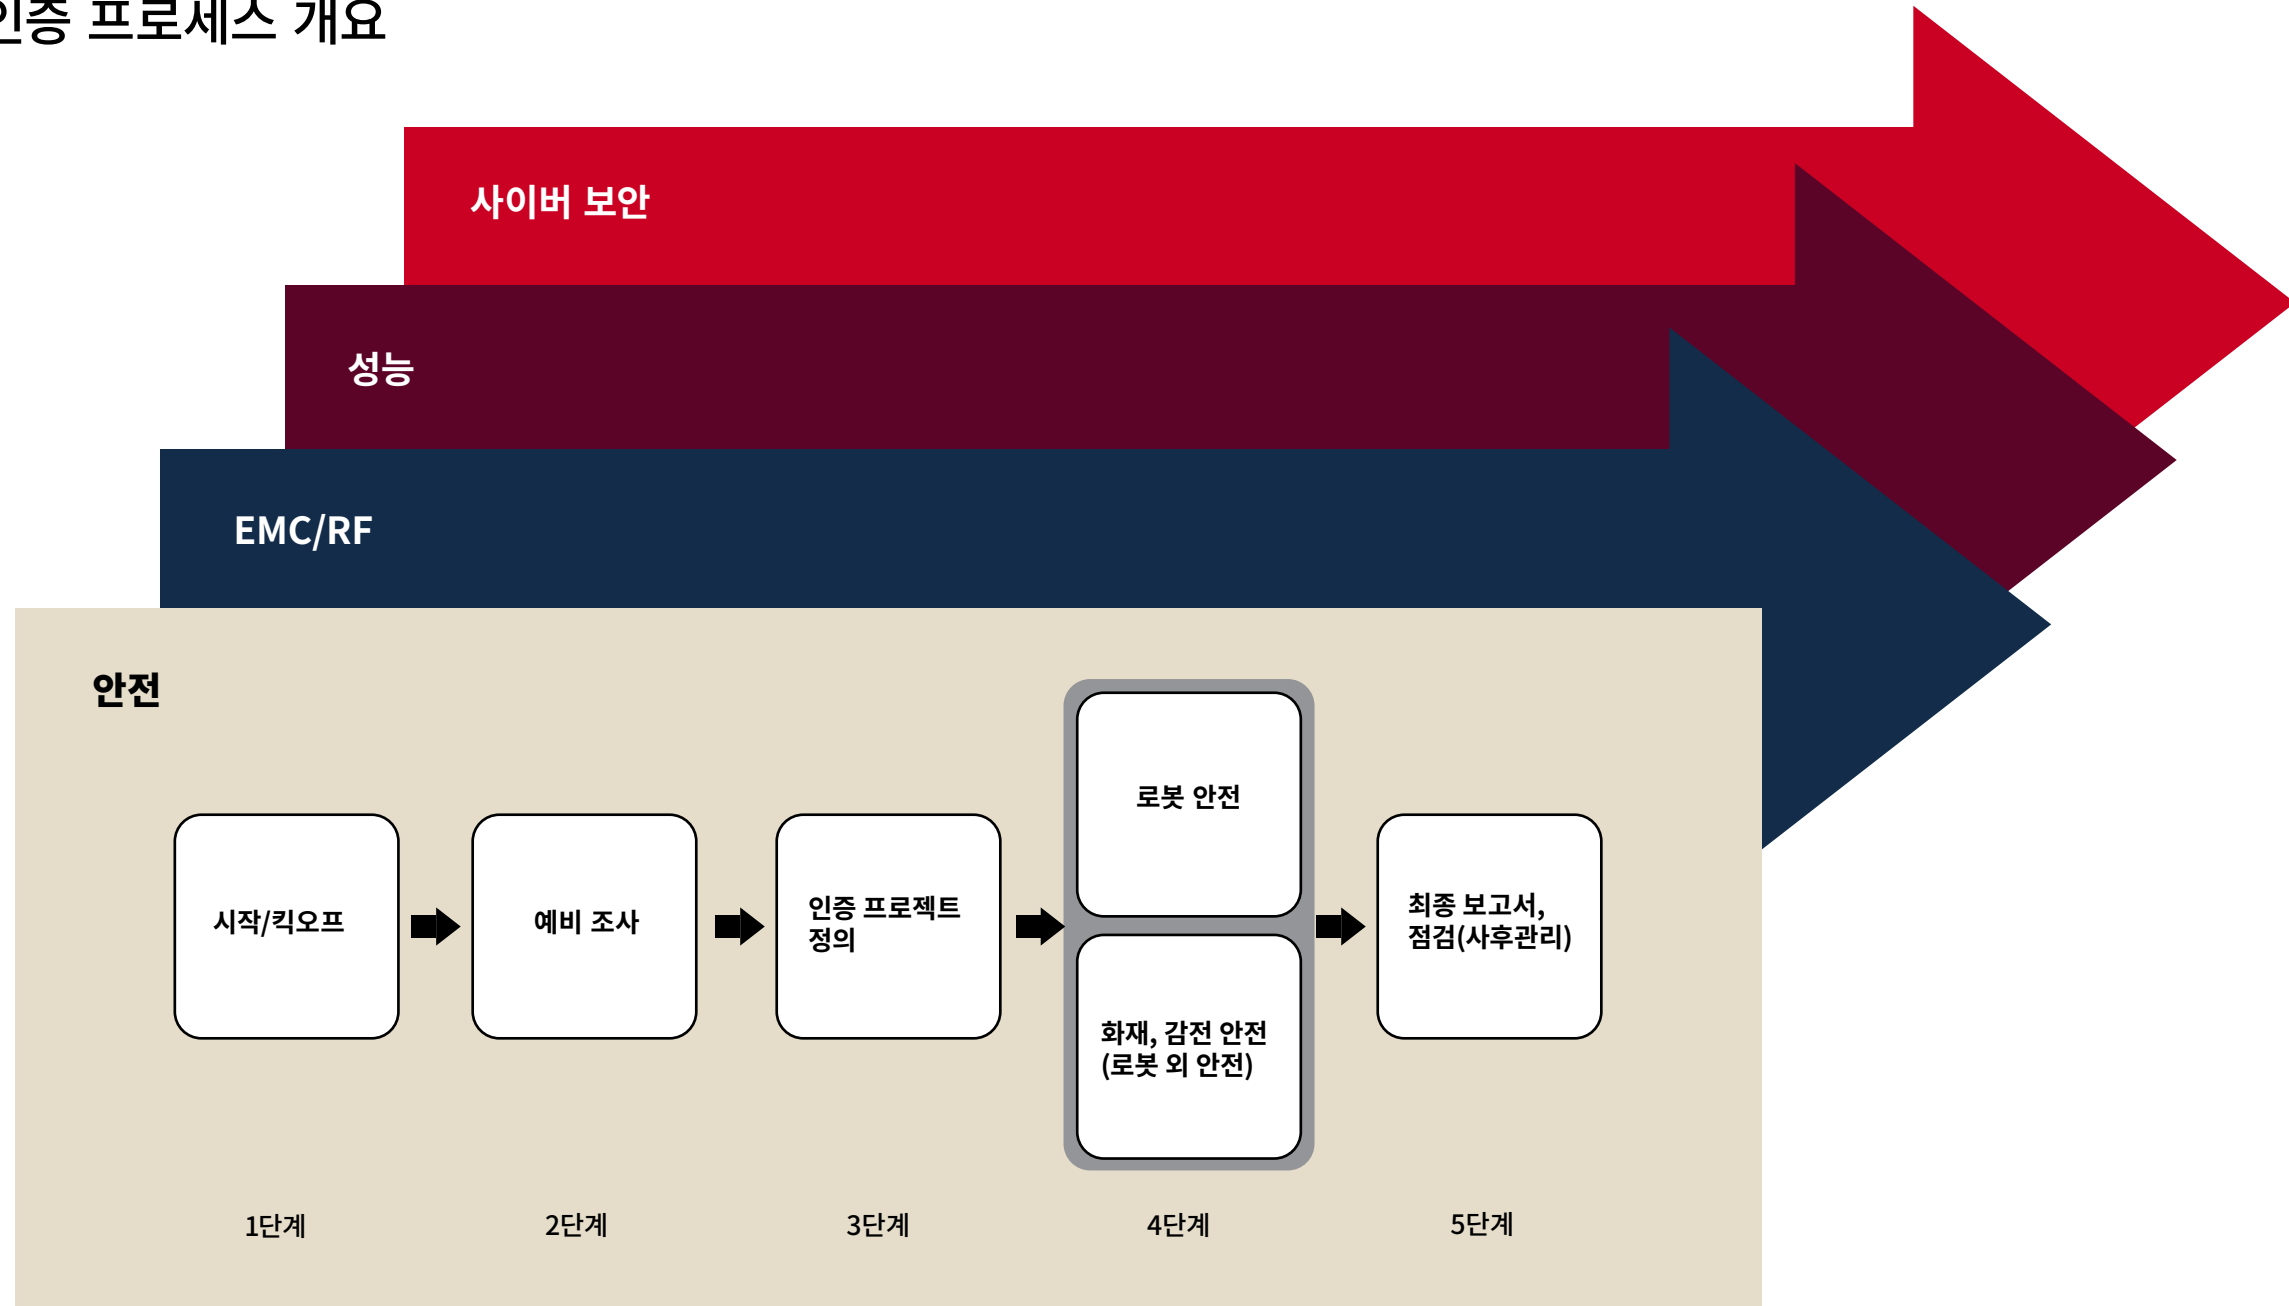 인증 프로세스 개요
사이버 보안
성능
EMC/RF
안전
시작/킥오프
예비 조사
인증 프로젝트
정의
로봇 안전
화재, 감전 안전
(로봇 외 안전)
최종 보고서,
점검(사후관리)
1단계
2단계
3단계
4단계
5단계